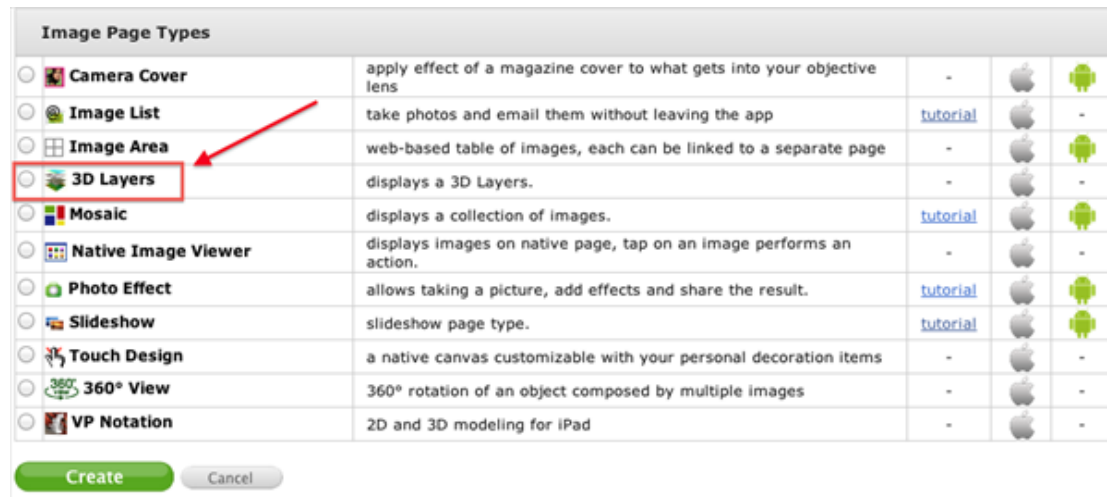 Image Page Types
Camera Cover apply effect of a magazine cover to what gets into your objective
lens -
Image List take photos and email them without leaving the app tutorial -
Image Area web-based table of images, each can be linked to a separate page -
3D Layers displays a 3D Layers. - -
Mosaic displays a collection of images. tutorial
Native Image Viewer displays images on native page, tap on an image performs an
action. - -
Photo Effect allows taking a picture, add effects and share the result. tutorial
Slideshow slideshow page type. tutorial
Touch Design a native canvas customizable with your personal decoration items - -
360° 360° View 360° rotation of an object composed by multiple images - -
VP Notation 2D and 3D modeling for iPad - -
Create Cancel